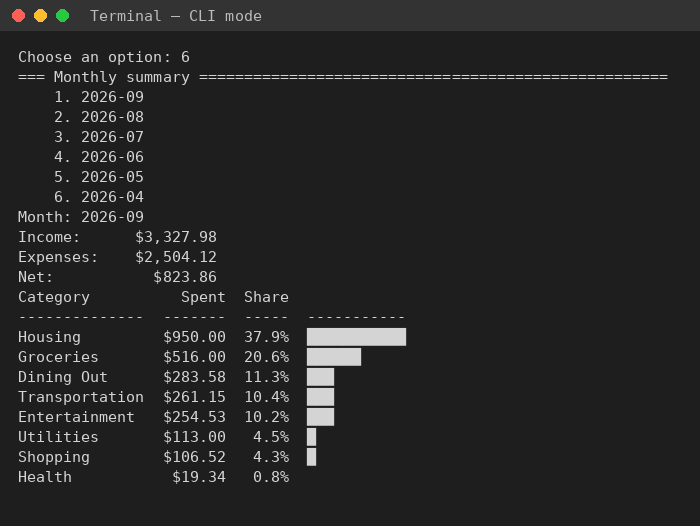 Terminal — CLI mode
Choose an option: 6
=== Monthly summary ====================================================
    1. 2026-09
    2. 2026-08
    3. 2026-07
    4. 2026-06
    5. 2026-05
    6. 2026-04
Month: 2026-09
Income:      $3,327.98
Expenses:    $2,504.12
Net:           $823.86
Category          Spent  Share
--------------  -------  -----  -----------
Housing         $950.00  37.9%  ███████████
Groceries       $516.00  20.6%  ██████
Dining Out      $283.58  11.3%  ███
Transportation  $261.15  10.4%  ███
Entertainment   $254.53  10.2%  ███
Utilities       $113.00   4.5%  █
Shopping        $106.52   4.3%  █
Health           $19.34   0.8%